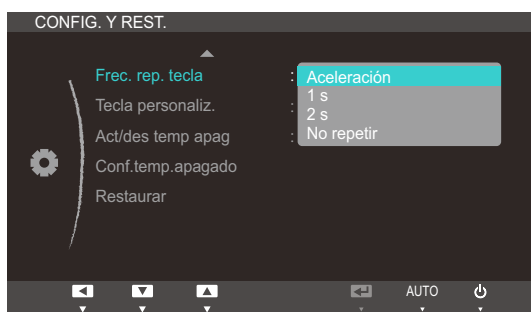 CONFIG. Y REST.
Frec. rep. tecla : Aceleración
1 s
Tecla personaliz. :
2 s
Act/des temp apag : No repetir
Conf.temp.apagado
Restaurar
AUTO